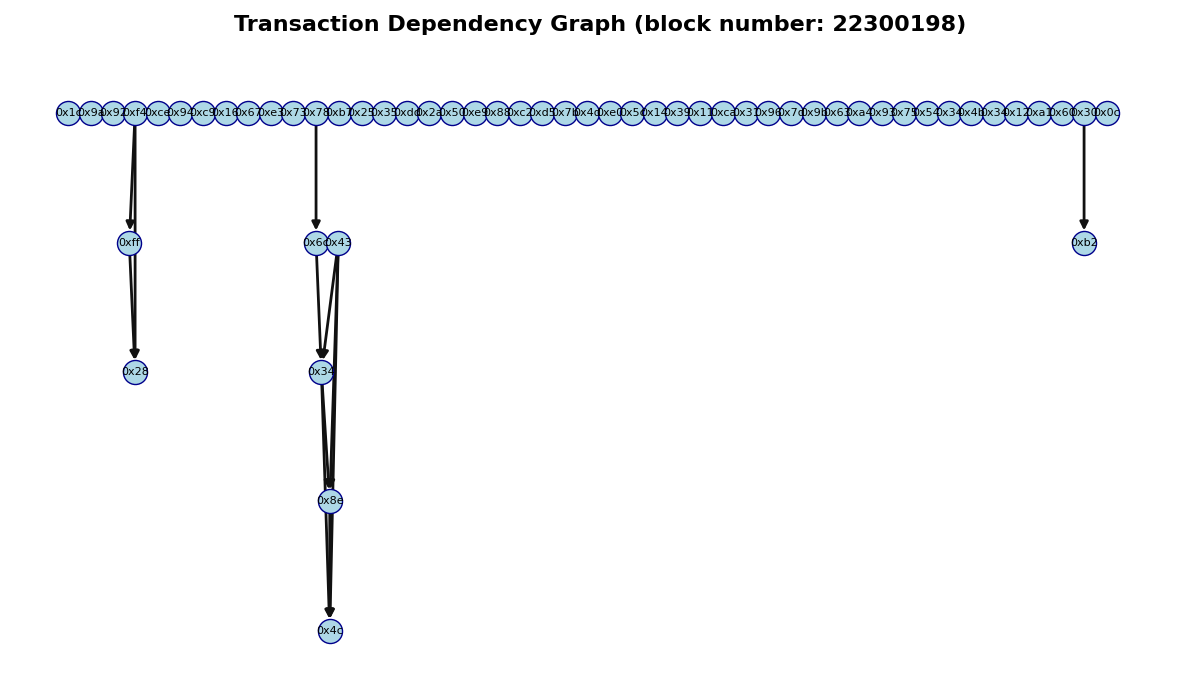 Transaction Dependency Graph (block number: 22300198)
0x1c 0x9a 0x92 0xf4 0xce 0x94 0xc9 0x16 0x67 0xe3 0x73 0x78 0xb7 0x25 0x35 0xdd 0x2a 0x50 0xe9 0x88 0xc2 0xd5 0x7b 0x4d 0xe0 0x5c 0x14 0x39 0x11 0xca 0x31 0x96 0x7c 0x9b 0x63 0xa4 0x93 0x75 0x54 0x34 0x4b 0x34 0x12 0xa1 0x60 0x30 0x0c
0xff 0x6c 0x43 0xb2
0x28 0x34
0x8e
0x4c